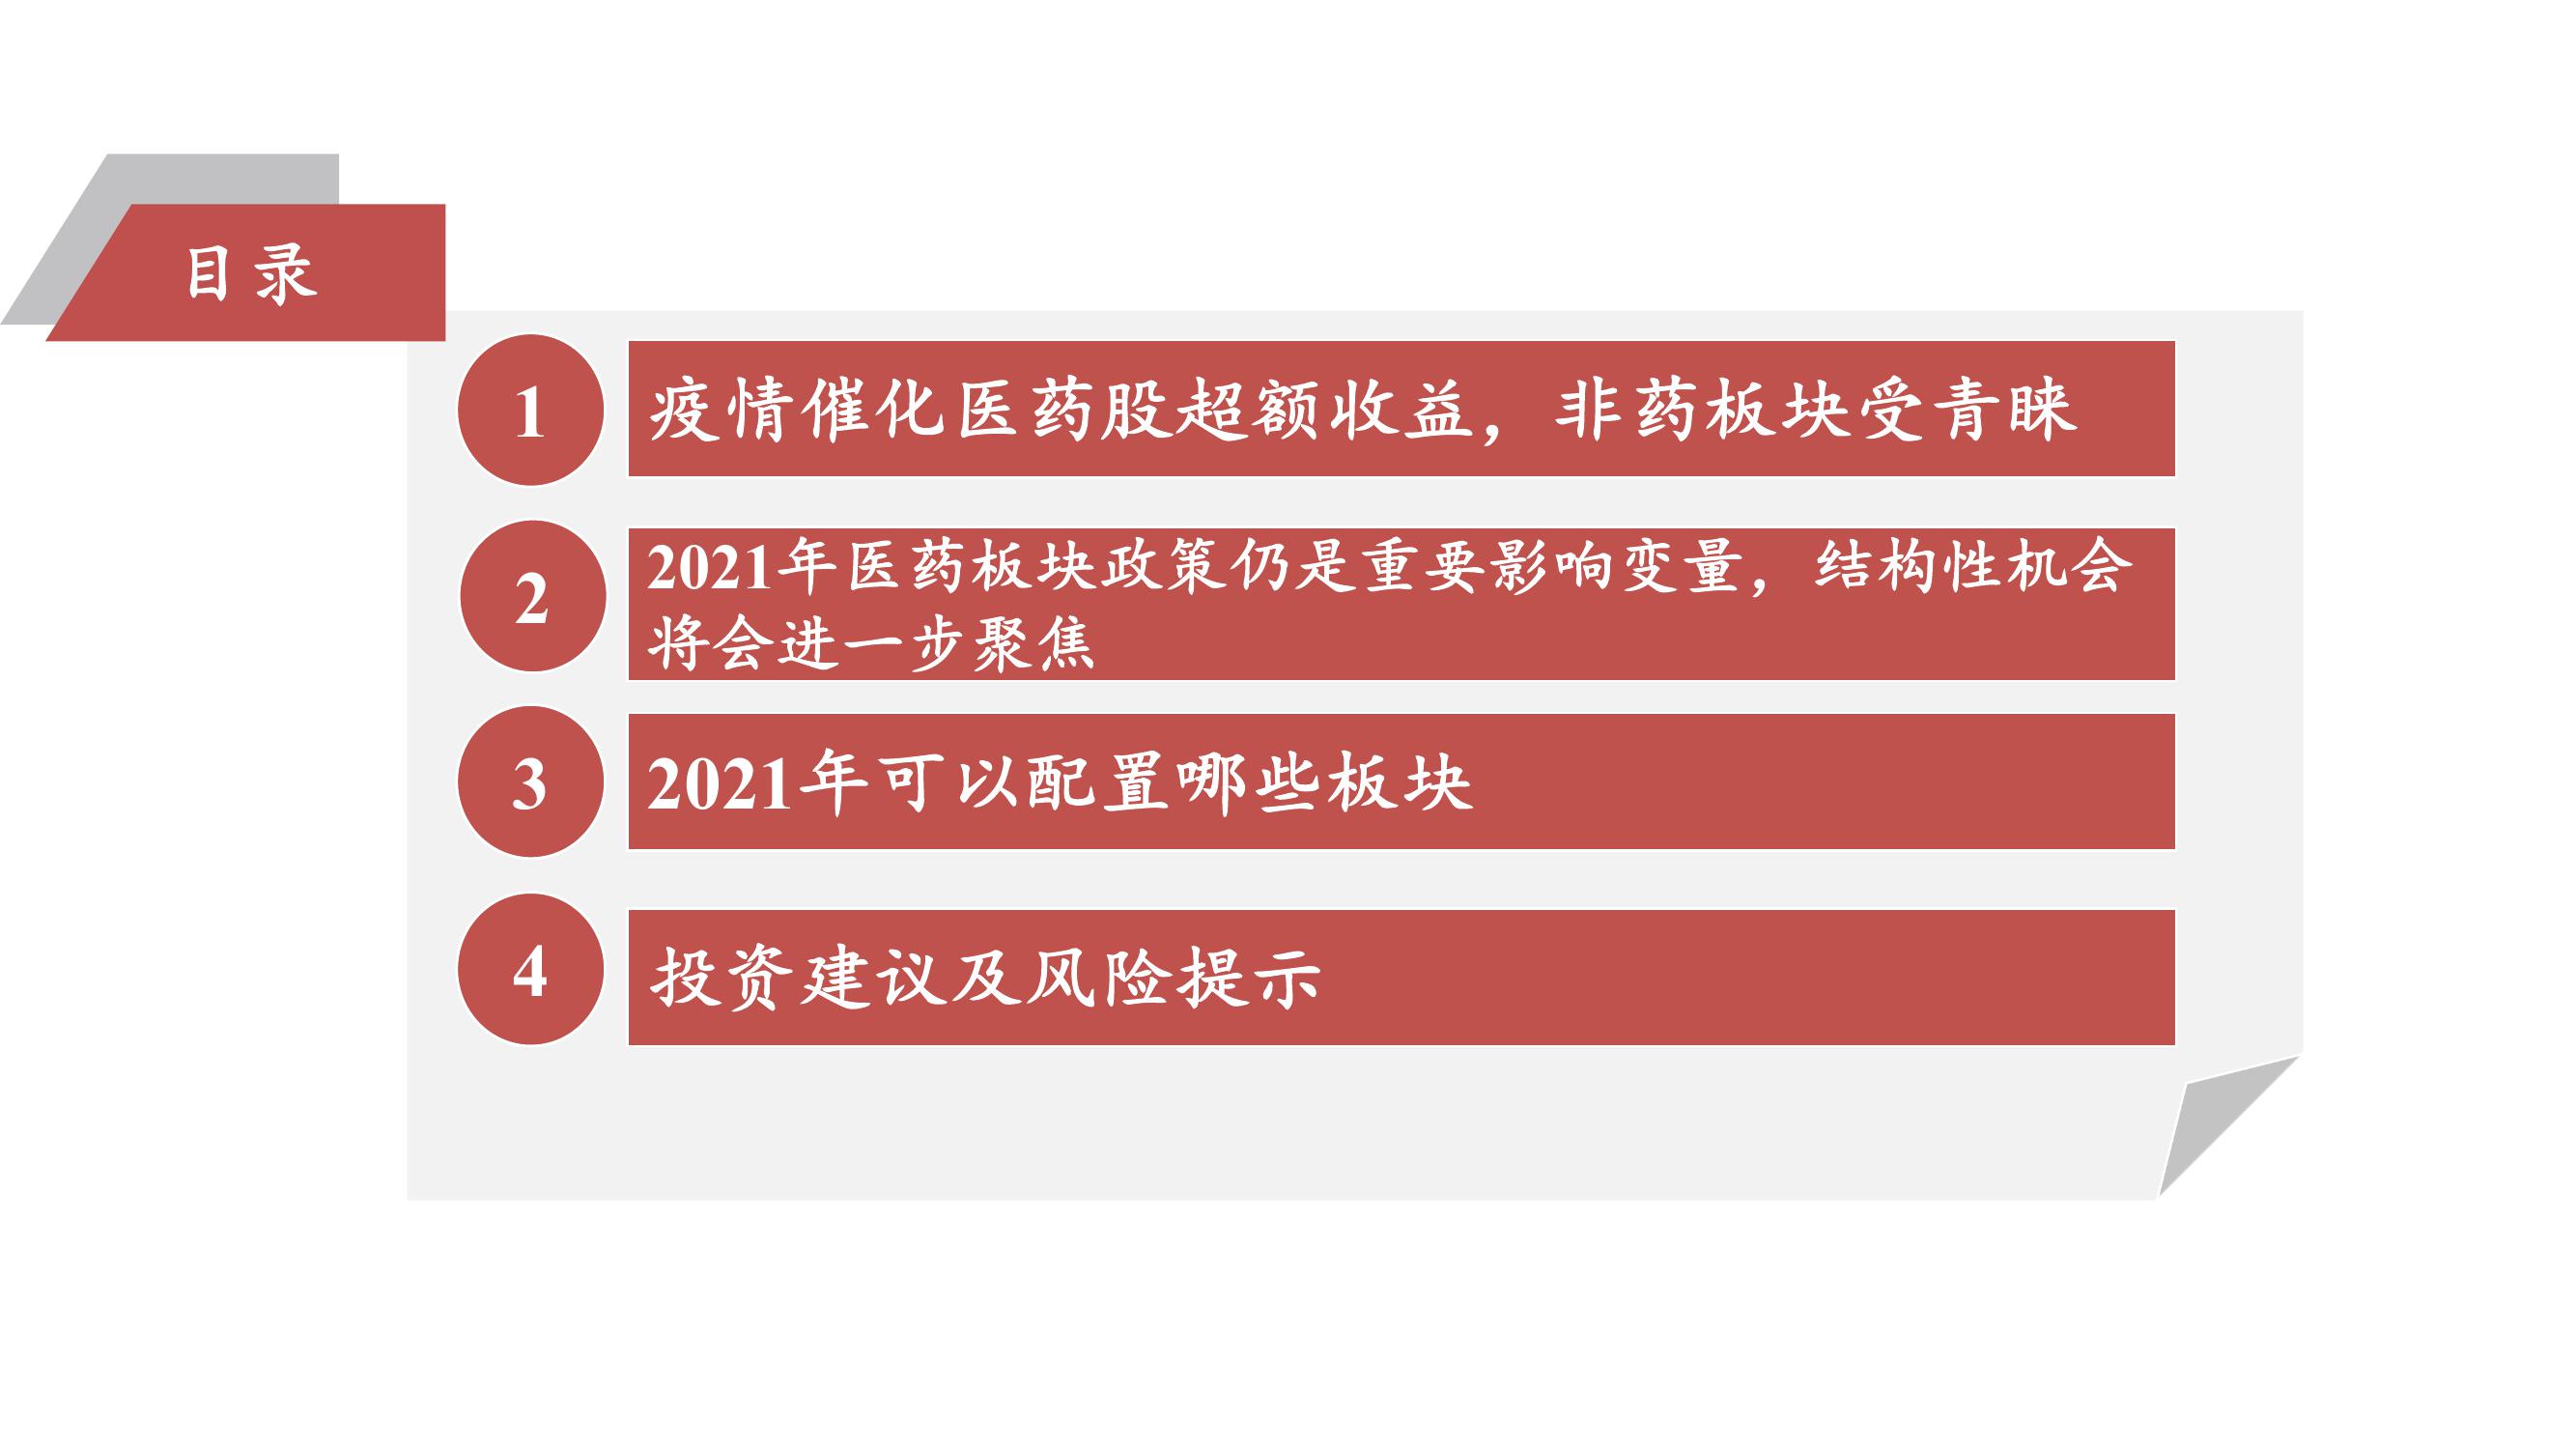 目录
1
疫情催化医药股超额收益，非药板块受青睐
2
2021年医药板块政策仍是重要影响变量，结构性机会
将会进一步聚焦
3
2021年可以配置哪些板块
4
投资建议及风险提示